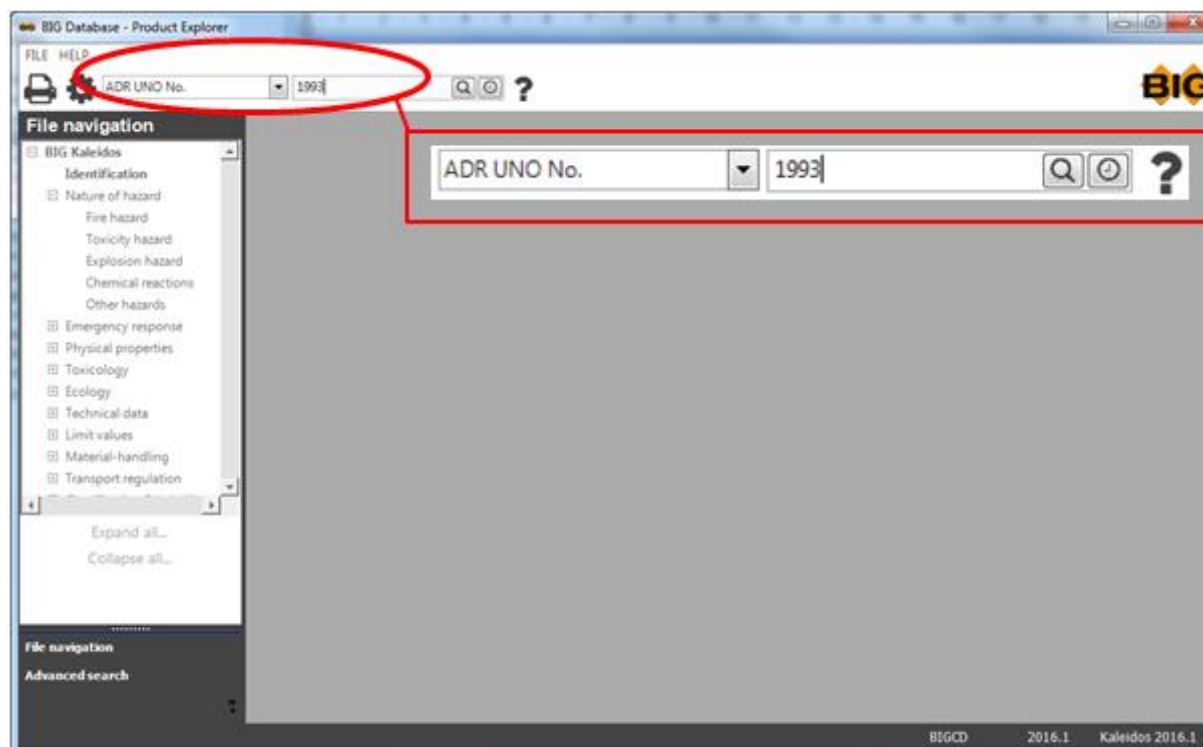 BIG Database - Product Explorer
FILE HELP
ADR UNO No. 1993 ?
BIG
File navigation
BIG Kaleidos
Identification
Nature of hazard
Fire hazard
Toxicity hazard
Explosion hazard
Chemical reactions
Other hazards
Emergency response
Physical properties
Toxicology
Ecology
Technical data
Limit values
Material-handling
Transport regulation
ADR UNO No. 1993 ?
Expand all...
Collapse all...
File navigation
Advanced search
BIGCD 2016.1 Kaleidos 2016.1